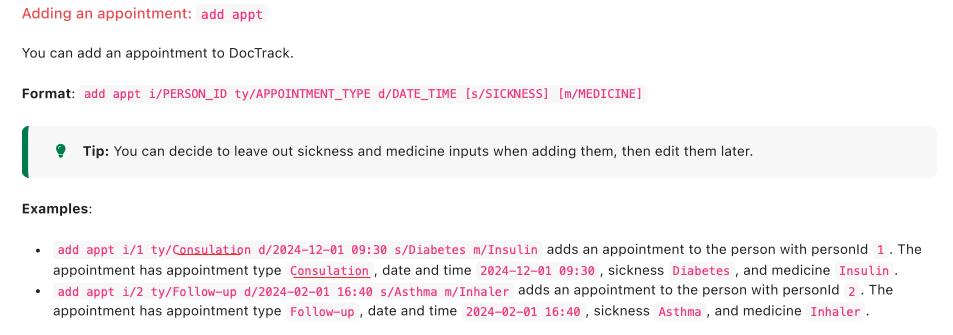 Adding an appointment: add appt
You can add an appointment to DocTrack.
Format: add appt i/PERSON_ID ty/APPOINTMENT_TYPE d/DATE_TIME [s/SICKNESS] [m/MEDICINE]
Tip: You can decide to leave out sickness and medicine inputs when adding them, then edit them later.
Examples:
• add appt i/1 ty/Consulation d/2024-12-01 09:30 s/Diabetes m/Insulin adds an appointment to the person with personId 1 . The
appointment has appointment type Consulation , date and time 2024-12-01 09:30 , sickness Diabetes , and medicine Insulin .
• add appt i/2 ty/Follow-up d/2024-02-01 16:40 s/Asthma m/Inhaler adds an appointment to the person with personId 2 . The
appointment has appointment type Follow-up , date and time 2024-02-01 16:40 , sickness Asthma , and medicine Inhaler .